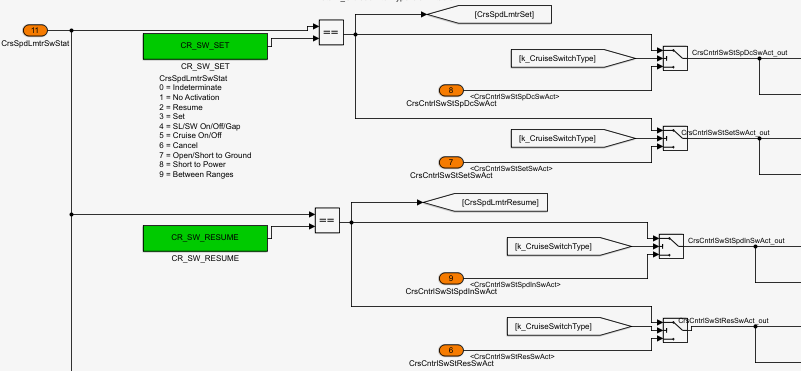 11
CrsSpdLmtrSwStat
CR_SW_SET
CR_SW_SET
CrsSpdLmtrSwStat
0 = Indeterminate
1 = No Activation
2 = Resume
3 = Set
4 = SL/SW On/Off/Gap
5 = Cruise On/Off
6 = Cancel
7 = Open/Short to Ground
8 = Short to Power
9 = Between Ranges
==
[CrsSpdLmtrSet]
[k_CruiseSwitchType]
CrsCntrlSwStSpDcSwAct_out
8
<CrsCntrlSwStSpDcSwAct>
CrsCntrlSwStSpDcSwAct
[k_CruiseSwitchType]
CrsCntrlSwStSetSwAct_out
7
<CrsCntrlSwStSetSwAct>
CrsCntrlSwStSetSwAct
CR_SW_RESUME
CR_SW_RESUME
==
[CrsSpdLmtrResume]
[k_CruiseSwitchType]
CrsCntrlSwStSpdInSwAct_out
9
<CrsCntrlSwStSpdInSwAct>
CrsCntrlSwStSpdInSwAct
[k_CruiseSwitchType]
CrsCntrlSwStResSwAct_out
6
<CrsCntrlSwStResSwAct>
CrsCntrlSwStResSwAct